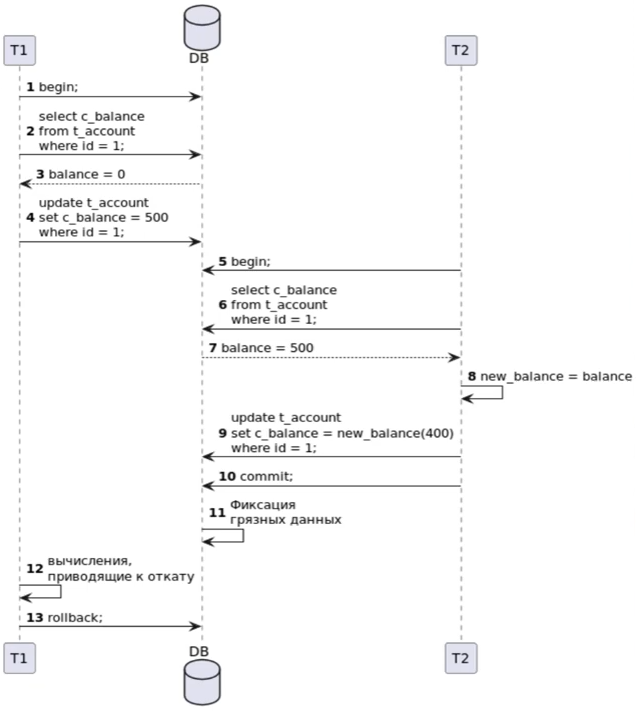 T1
DB
T2
1 begin;
select c_balance
2 from t_account
where id = 1;
3 balance = 0
update t_account
4 set c_balance = 500
where id = 1;
5 begin;
select c_balance
6 from t_account
where id = 1;
7 balance = 500
8 new_balance = balance
update t_account
9 set c_balance = new_balance(400)
where id = 1;
10 commit;
Фиксация
11 грязных данных
вычисления,
12 приводящие к откату
13 rollback;
T1
DB
T2